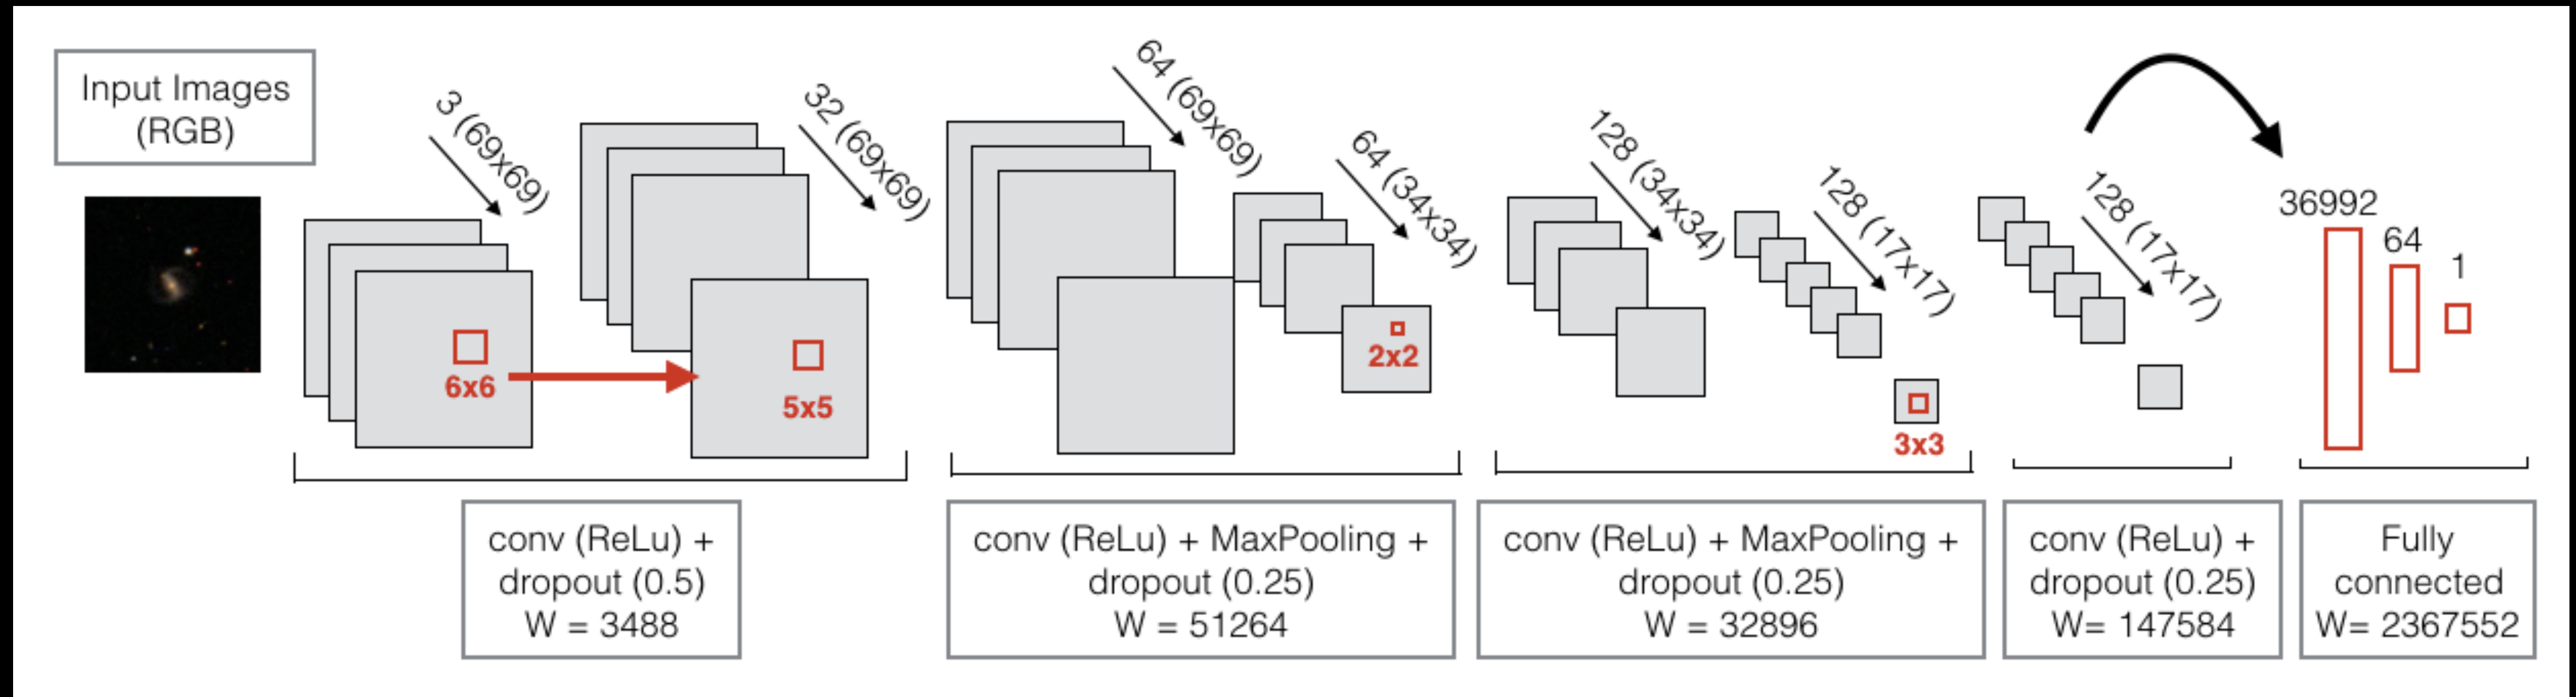 Input Images
(RGB)
3 (69x69)
32 (69x69)
64 (69x69)
64 (34x34)
128 (34x34)
128 (17x17)
128 (17x17)
36992
64
1
6x6
5x5
2x2
3x3
conv (ReLu) +
dropout (0.5)
W = 3488
conv (ReLu) + MaxPooling +
dropout (0.25)
W = 51264
conv (ReLu) + MaxPooling +
dropout (0.25)
W = 32896
conv (ReLu) +
dropout (0.25)
W= 147584
Fully
connected
W= 2367552